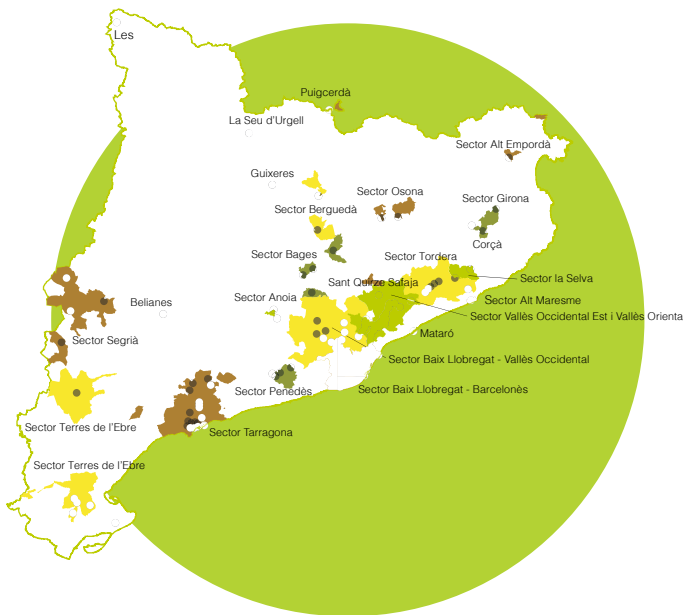 Les
Puigcerdà
La Seu d'Urgell
Sector Alt Empordà
Guixeres
Sector Osona
Sector Girona
Sector Berguedà
Corçà
Sector Bages
Sector Tordera
Sant Quirze Safaja
Sector la Selva
Sector Anoia
Belianes
Sector Alt Maresme
Sector Vallès Occidental Est i Vallès Orienta
Mataró
Sector Segrià
Sector Baix Llobregat - Vallès Occidental
Sector Penedès
Sector Baix Llobregat - Barcelonès
Sector Terres de l'Ebre
Sector Tarragona
Sector Terres de l'Ebre